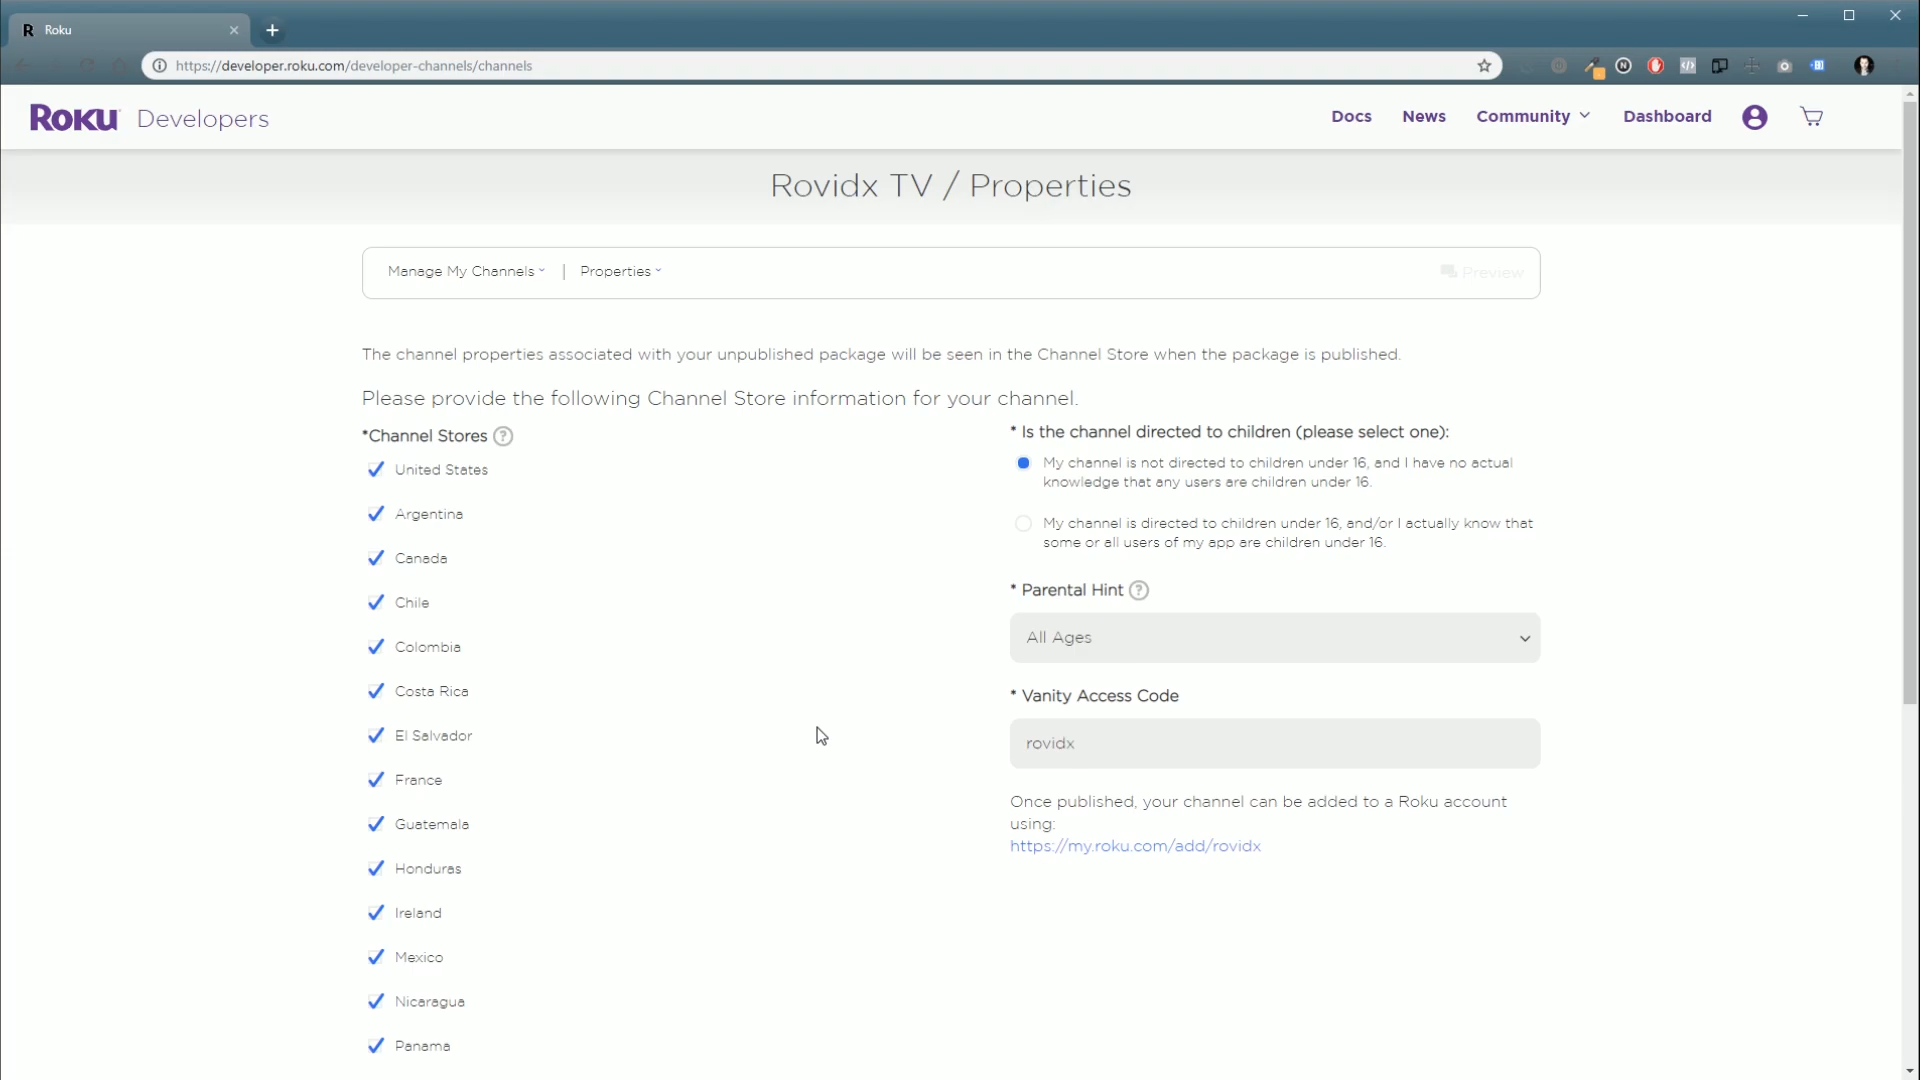 Roku
https://developer.roku.com/developer-channels/channels
ROKU Developers
Docs
News
Community
Dashboard
Rovidx TV / Properties
Manage My Channels
|
Properties
Preview
The channel properties associated with your unpublished package will be seen in the Channel Store when the package is published.
Please provide the following Channel Store information for your channel.
*Channel Stores ?
United States
Argentina
Canada
Chile
Colombia
Costa Rica
El Salvador
France
Guatemala
Honduras
Ireland
Mexico
Nicaragua
Panama
* Is the channel directed to children (please select one):
My channel is not directed to children under 16, and I have no actual
knowledge that any users are children under 16.
My channel is directed to children under 16, and/or I actually know that
some or all users of my app are children under 16.
* Parental Hint ?
All Ages
* Vanity Access Code
rovidx
Once published, your channel can be added to a Roku account
using:
https://my.roku.com/add/rovidx